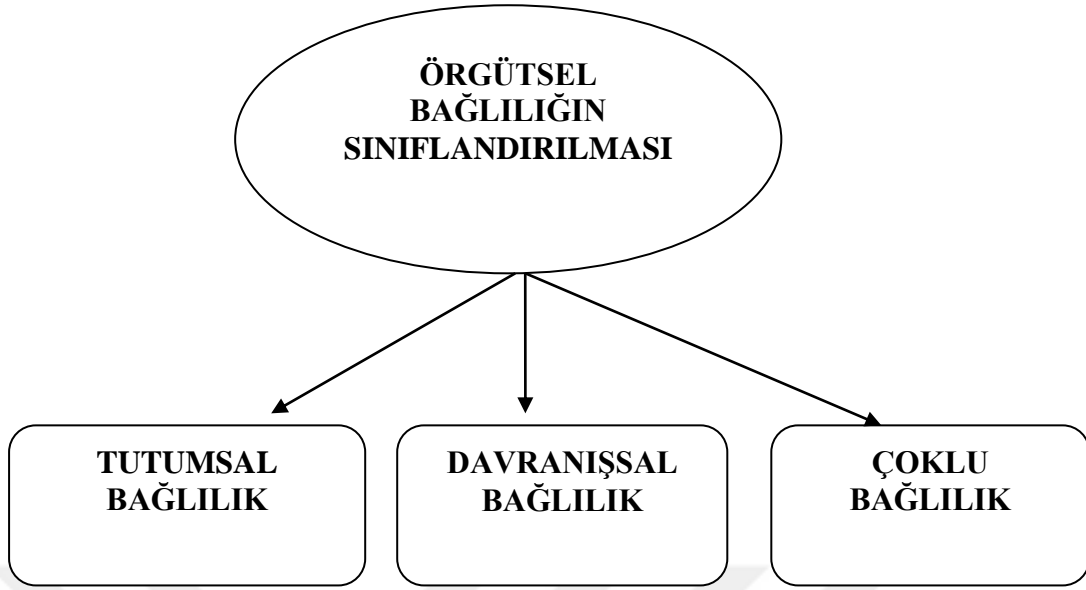 ÖRGÜTSEL
BAĞLILIĞIN
SINIFLANDIRILMASI
TUTUMSAL
BAĞLILIK
DAVRANIŞSAL
BAĞLILIK
ÇOKLU
BAĞLILIK